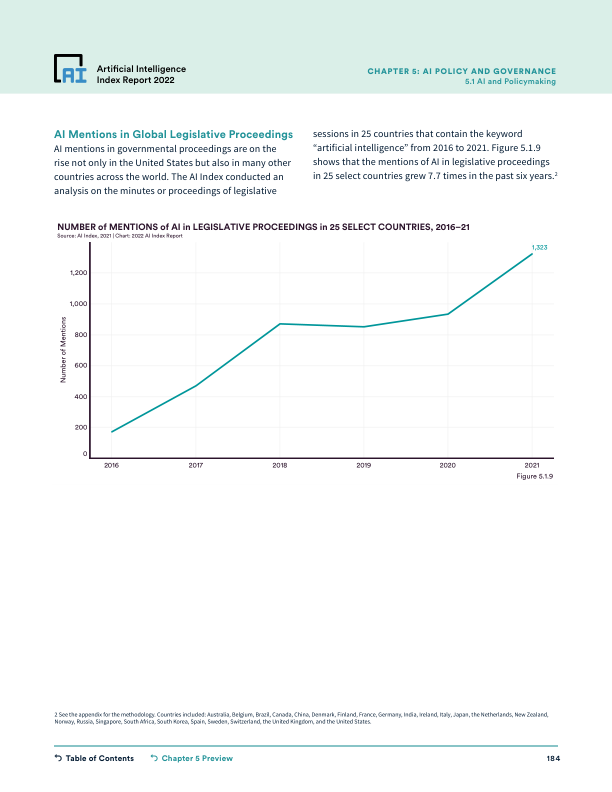 AI
Artificial Intelligence
Index Report 2022
CHAPTER 5: AI POLICY AND GOVERNANCE
5.1 AI and Policymaking
AI Mentions in Global Legislative Proceedings
AI mentions in governmental proceedings are on the
rise not only in the United States but also in many other
countries across the world. The AI Index conducted an
analysis on the minutes or proceedings of legislative
sessions in 25 countries that contain the keyword
“artificial intelligence” from 2016 to 2021. Figure 5.1.9
shows that the mentions of AI in legislative proceedings
in 25 select countries grew 7.7 times in the past six years.²
NUMBER of MENTIONS of AI in LEGISLATIVE PROCEEDINGS in 25 SELECT COUNTRIES, 2016–21
Source: AI Index, 2021 | Chart: 2022 AI Index Report
1,323
1,200
1,000
800
600
400
200
0
Number of Mentions
2016 2017 2018 2019 2020 2021
Figure 5.1.9
2 See the appendix for the methodology. Countries included: Australia, Belgium, Brazil, Canada, China, Denmark, Finland, France, Germany, India, Ireland, Italy, Japan, the Netherlands, New Zealand,
Norway, Russia, Singapore, South Africa, South Korea, Spain, Sweden, Switzerland, the United Kingdom, and the United States.
Table of Contents Chapter 5 Preview 184